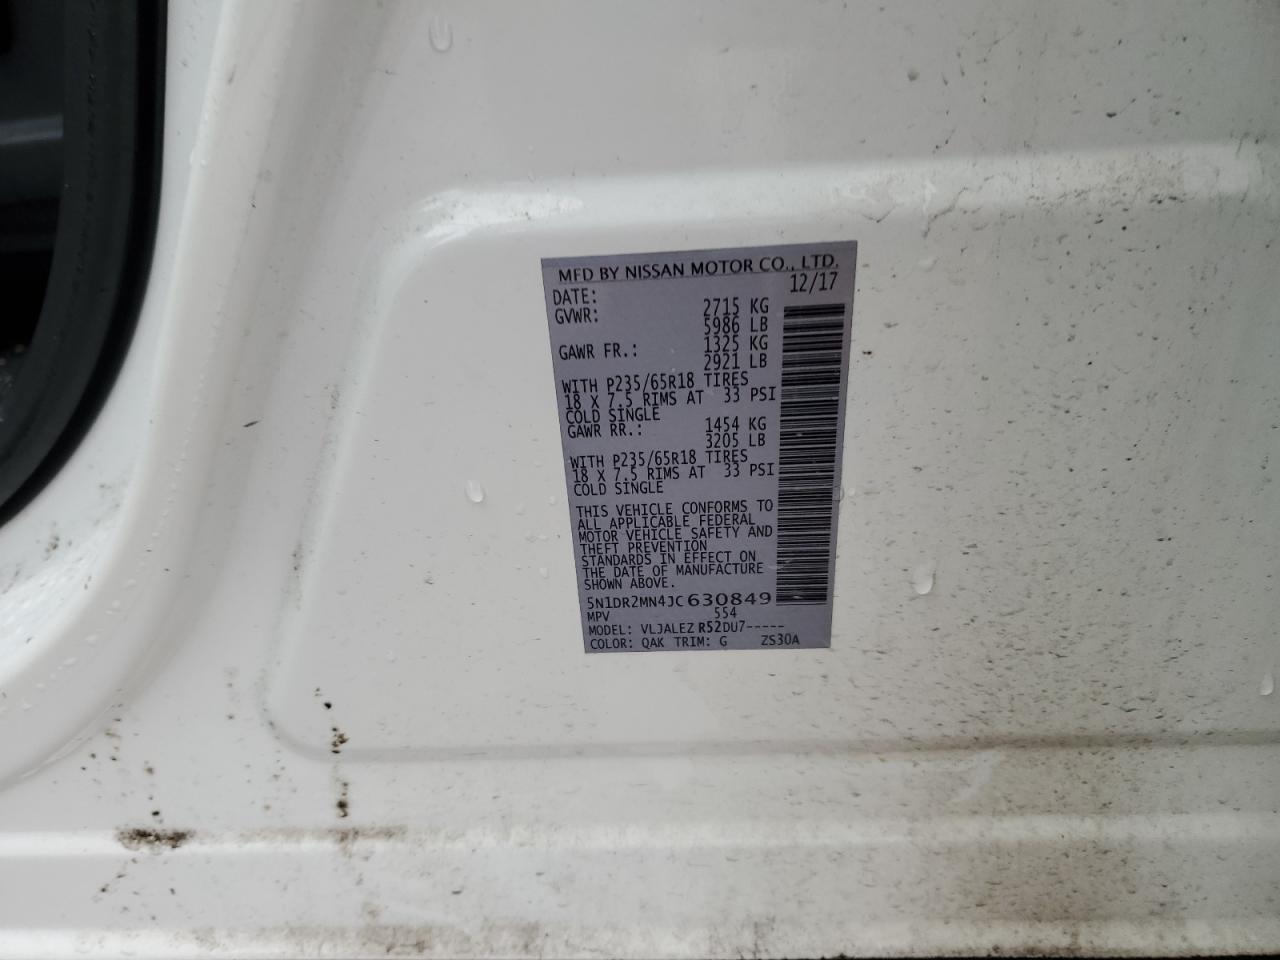 MFD BY NISSAN MOTOR CO., LTD.
DATE: 12/17
GVWR: 2715 KG
5986 LB
GAWR FR.: 1325 KG
2921 LB
WITH P235/65R18 TIRES
18 X 7.5 RIMS AT 33 PSI
COLD SINGLE
GAWR RR.: 1454 KG
3205 LB
WITH P235/65R18 TIRES
18 X 7.5 RIMS AT 33 PSI
COLD SINGLE
THIS VEHICLE CONFORMS TO
ALL APPLICABLE FEDERAL
MOTOR VEHICLE SAFETY AND
THEFT PREVENTION
STANDARDS IN EFFECT ON
THE DATE OF MANUFACTURE
SHOWN ABOVE.
5N1DR2MN4JC630849
MPV 554
MODEL: VLJALEZ R52DU7-----
COLOR: QAK TRIM: G ZS30A